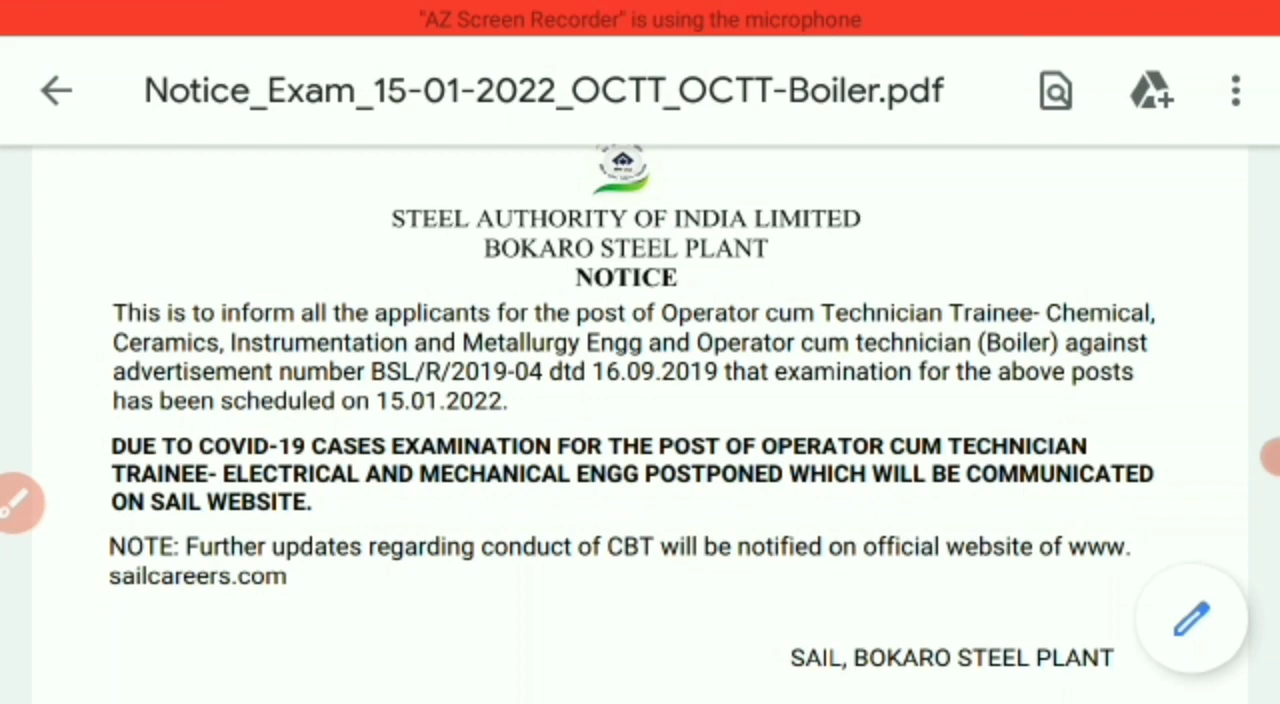 "AZ Screen Recorder" is using the microphone
Notice_Exam_15-01-2022_OCTT_OCTT-Boiler.pdf
STEEL AUTHORITY OF INDIA LIMITED
BOKARO STEEL PLANT
NOTICE
This is to inform all the applicants for the post of Operator cum Technician Trainee- Chemical,
Ceramics, Instrumentation and Metallurgy Engg and Operator cum technician (Boiler) against
advertisement number BSL/R/2019-04 dtd 16.09.2019 that examination for the above posts
has been scheduled on 15.01.2022.
DUE TO COVID-19 CASES EXAMINATION FOR THE POST OF OPERATOR CUM TECHNICIAN
TRAINEE- ELECTRICAL AND MECHANICAL ENGG POSTPONED WHICH WILL BE COMMUNICATED
ON SAIL WEBSITE.
NOTE: Further updates regarding conduct of CBT will be notified on official website of www.
sailcareers.com
SAIL, BOKARO STEEL PLANT